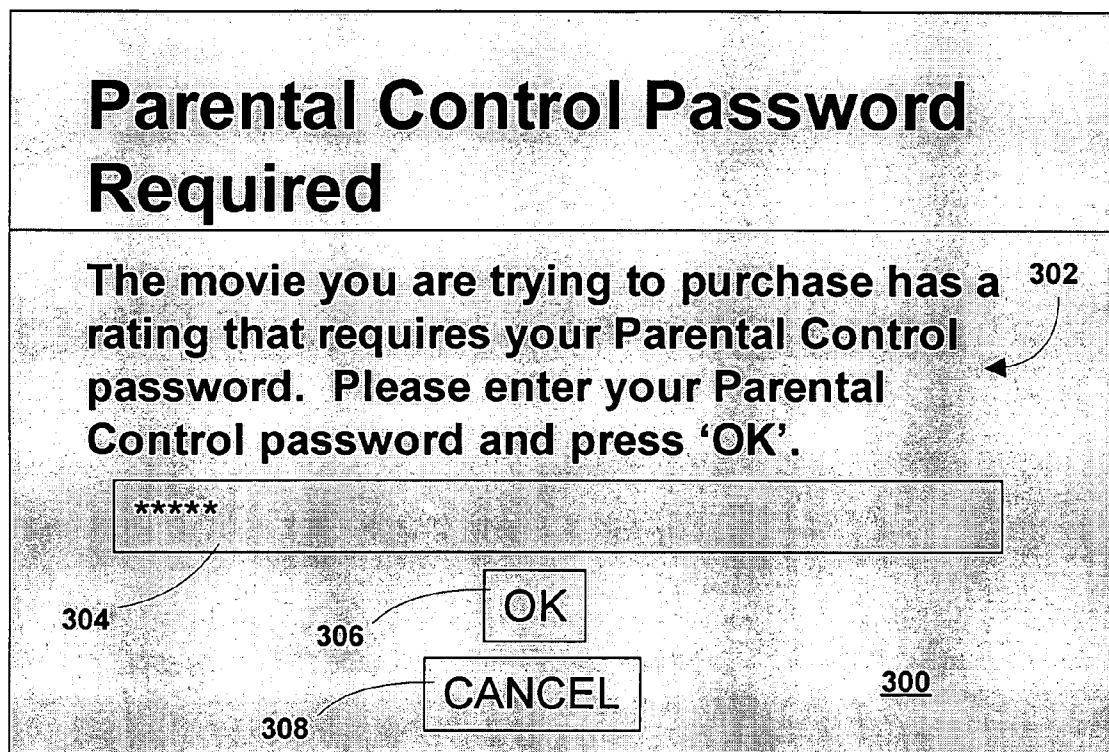 Parental Control Password
Required
The movie you are trying to purchase has a
302
rating that requires your Parental Control
password.  Please enter your Parental
Control password and press ‘OK’.
*****
304
306
OK
308
CANCEL
300